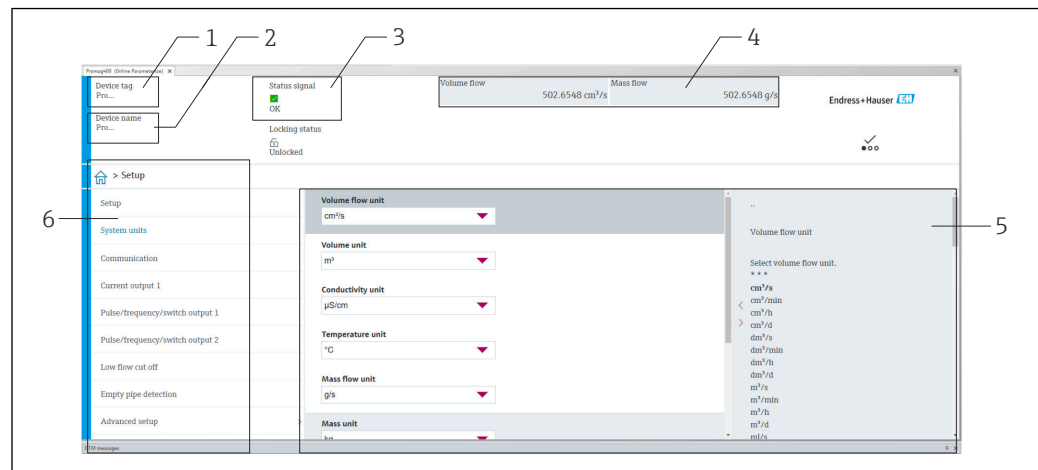 1
2
3
4
Promag400 (Online Parameterize)
Device tag
Pro...
Status signal
OK
Volume flow
502.6548 cm³/s
Mass flow
502.6548 g/s
Endress+Hauser EH
Device name
Pro...
Locking status
Unlocked
> Setup
6
5
Setup
System units
Communication
Current output 1
Pulse/frequency/switch output 1
Pulse/frequency/switch output 2
Low flow cut off
Empty pipe detection
Advanced setup
Volume flow unit
cm³/s
Volume unit
m³
Conductivity unit
µS/cm
Temperature unit
°C
Mass flow unit
g/s
Mass unit
kg
..
Volume flow unit
Select volume flow unit.
* * *
cm³/s
cm³/min
cm³/h
cm³/d
dm³/s
dm³/min
dm³/h
dm³/d
m³/s
m³/min
m³/h
m³/d
ml/s
DTM messages